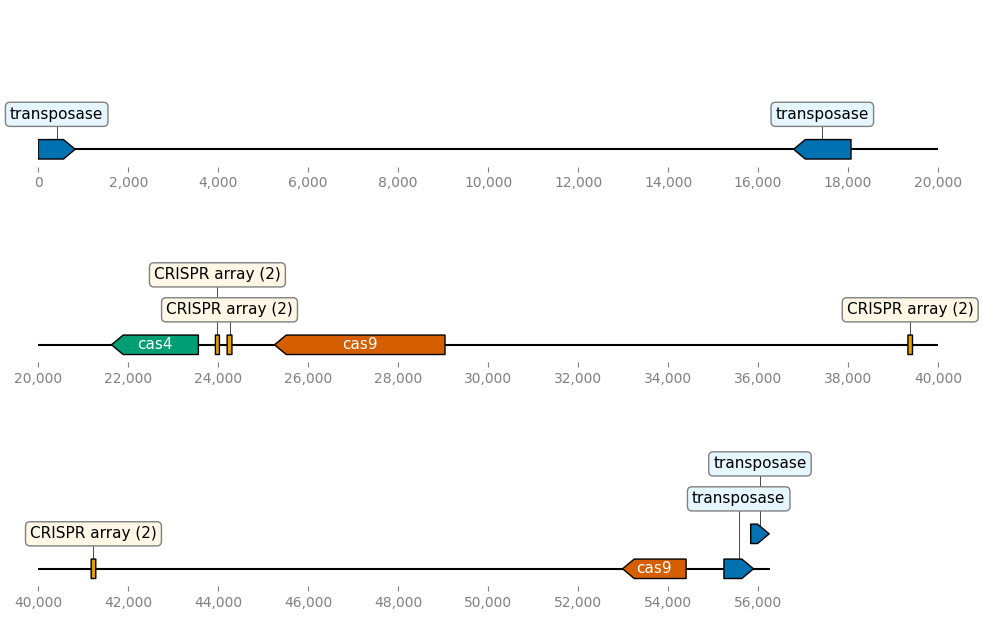 transposase transposase
0 2,000 4,000 6,000 8,000 10,000 12,000 14,000 16,000 18,000 20,000
CRISPR array (2)
CRISPR array (2) CRISPR array (2)
cas4 cas9
20,000 22,000 24,000 26,000 28,000 30,000 32,000 34,000 36,000 38,000 40,000
transposase
transposase
CRISPR array (2)
cas9
40,000 42,000 44,000 46,000 48,000 50,000 52,000 54,000 56,000